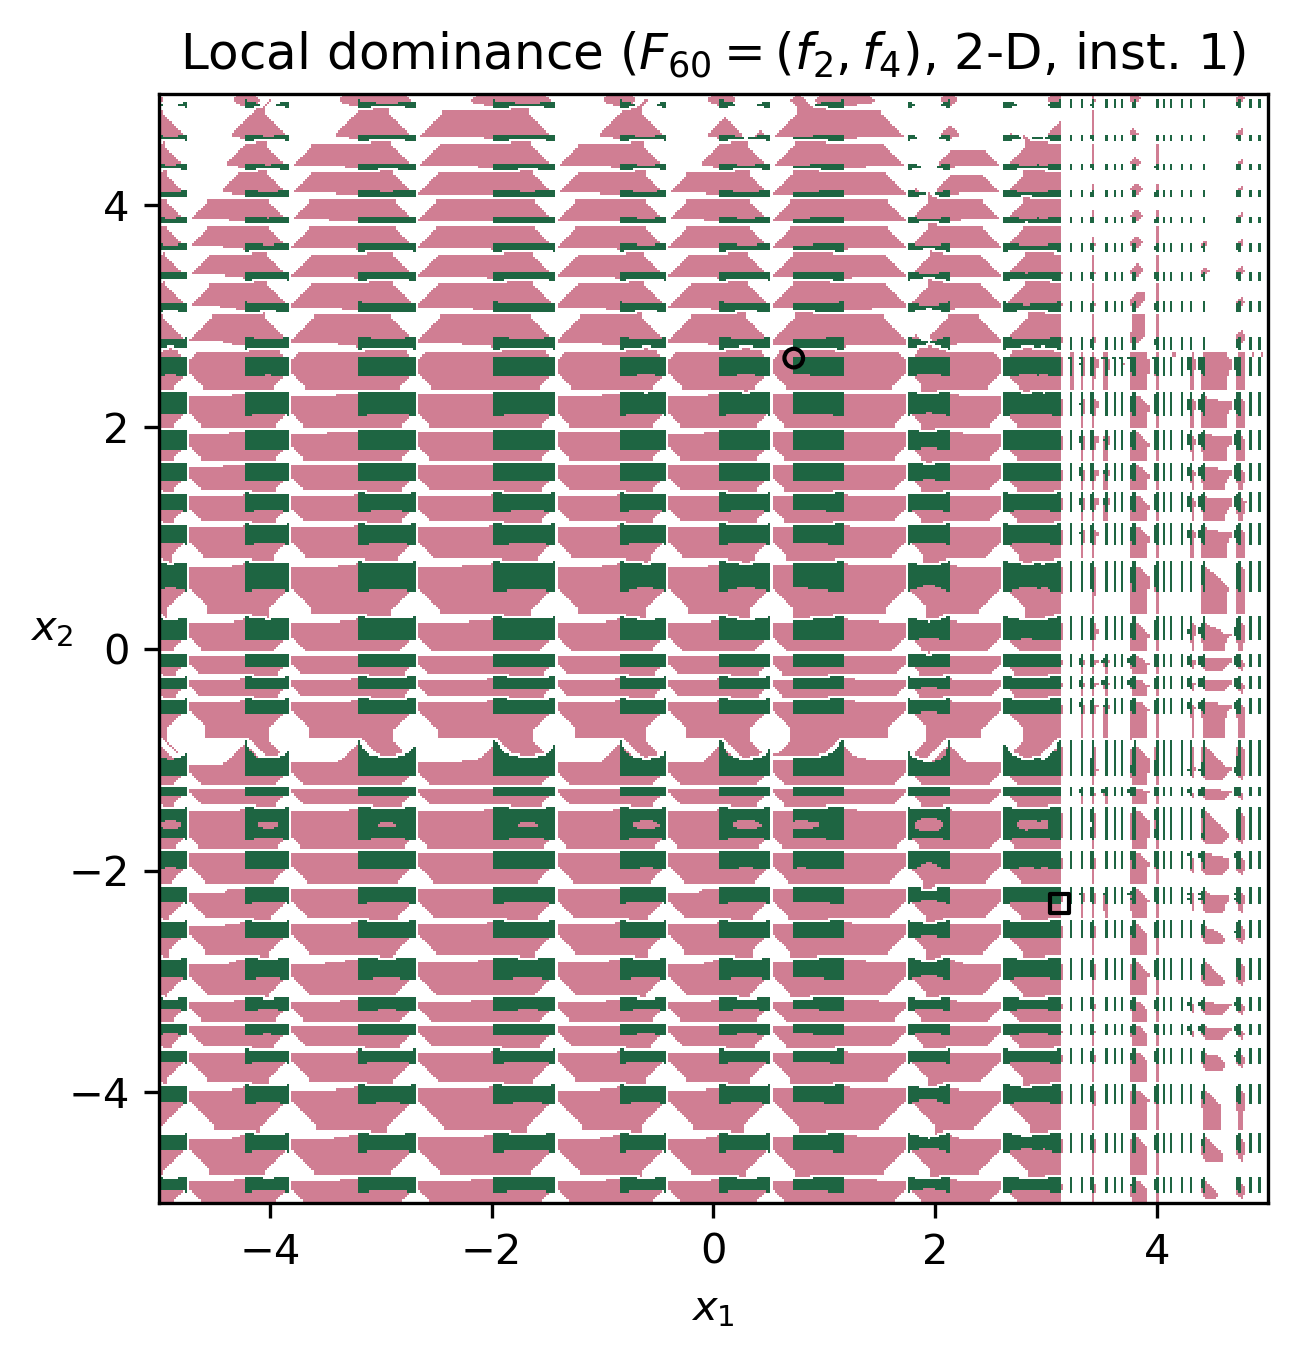 Local dominance (F₆₀ = (f₂, f₄), 2-D, inst. 1)
4
2
x₂
0
−2
−4
−4 −2 0 2 4
x₁